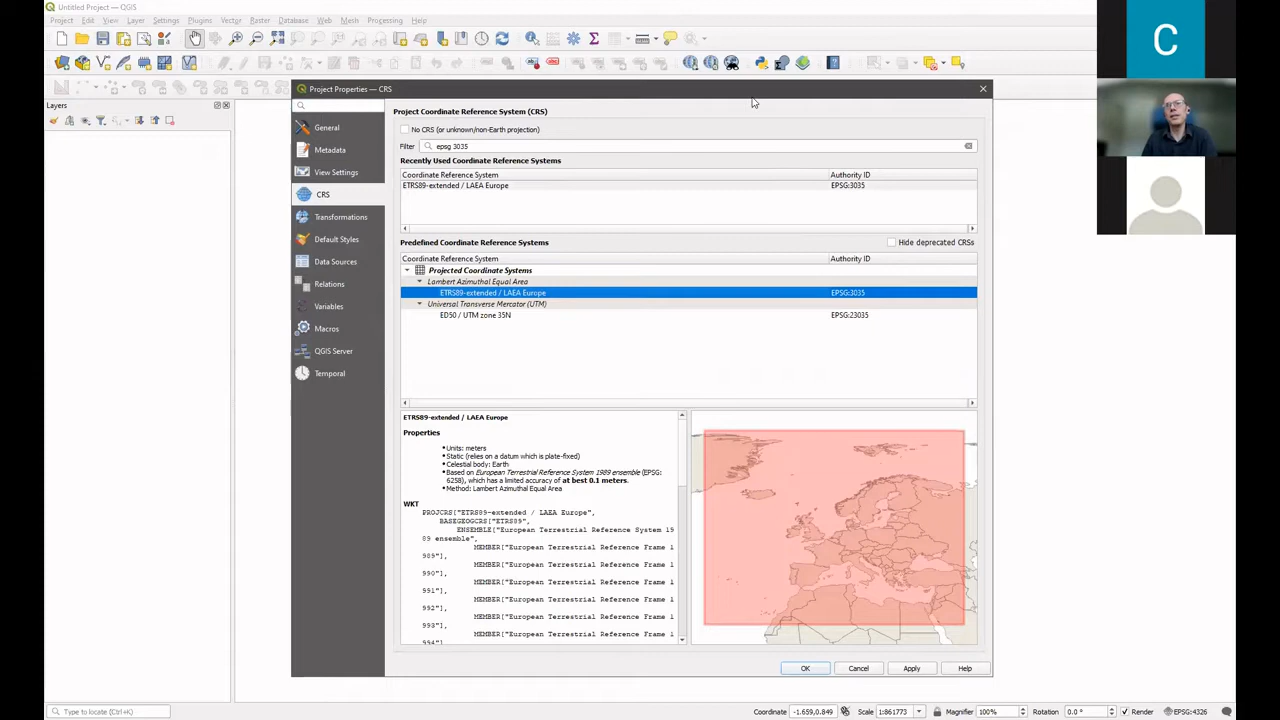 Untitled Project — QGIS
Project Edit View Layer Settings Plugins Vector Raster Database Web Mesh Processing Help
C
Layers
Project Properties — CRS
General
Metadata
View Settings
CRS
Transformations
Default Styles
Data Sources
Relations
Variables
Macros
QGIS Server
Temporal
Project Coordinate Reference System (CRS)
No CRS (or unknown/non-Earth projection)
Filter epsg 3035
Recently Used Coordinate Reference Systems
Coordinate Reference System Authority ID
ETRS89-extended / LAEA Europe EPSG:3035
Predefined Coordinate Reference Systems Hide deprecated CRSs
Coordinate Reference System Authority ID
Projected Coordinate Systems
Lambert Azimuthal Equal Area
ETRS89-extended / LAEA Europe EPSG:3035
Universal Transverse Mercator (UTM)
ED50 / UTM zone 35N EPSG:23035
ETRS89-extended / LAEA Europe
Properties
• Units: meters
• Static (relies on a datum which is plate-fixed)
• Celestial body: Earth
• Based on European Terrestrial Reference System 1989 ensemble (EPSG:
6258), which has a limited accuracy of at best 0.1 meters.
• Method: Lambert Azimuthal Equal Area
WKT
PROJCRS["ETRS89-extended / LAEA Europe",
BASEGEOGCRS["ETRS89",
ENSEMBLE["European Terrestrial Reference System 19
89 ensemble",
MEMBER["European Terrestrial Reference Frame 1
989"],
MEMBER["European Terrestrial Reference Frame 1
990"],
MEMBER["European Terrestrial Reference Frame 1
991"],
MEMBER["European Terrestrial Reference Frame 1
992"],
MEMBER["European Terrestrial Reference Frame 1
993"],
MEMBER["European Terrestrial Reference Frame 1
994"],
OK Cancel Apply Help
Type to locate (Ctrl+K) Coordinate -1.659,0.849 Scale 1:861773 Magnifier 100% Rotation 0.0 ° Render EPSG:4326